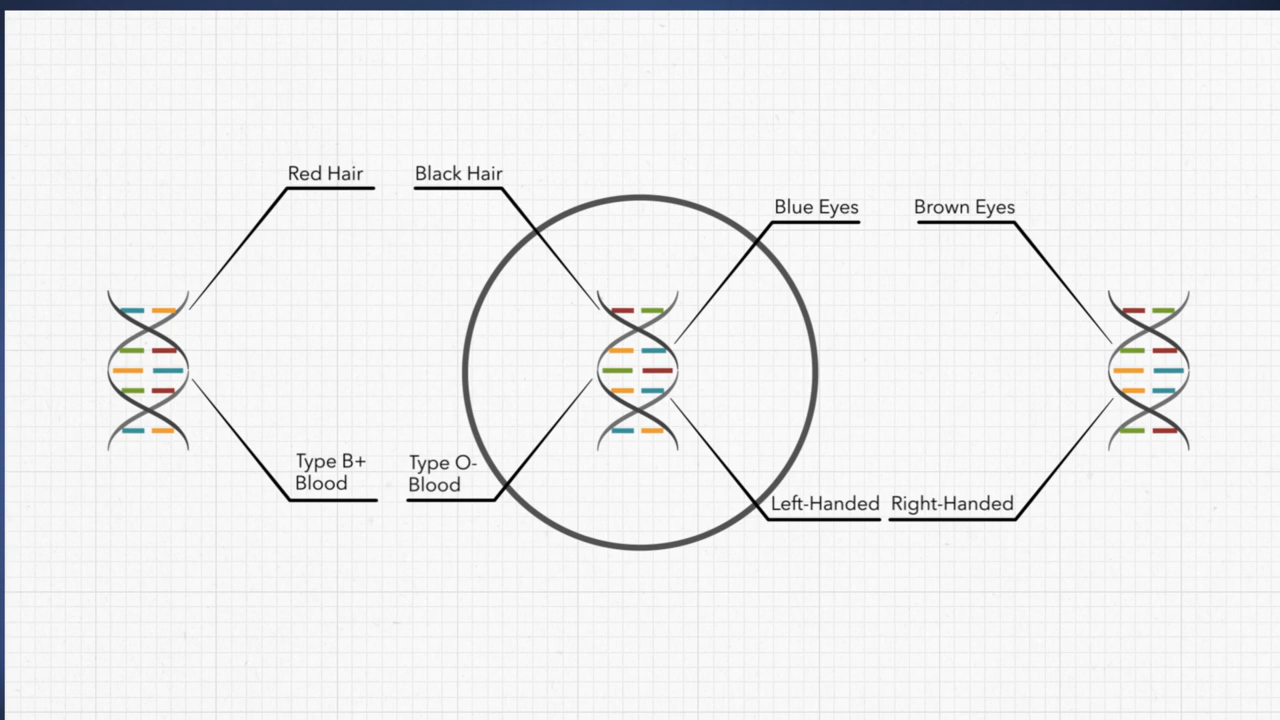 Red Hair
Black Hair
Blue Eyes
Brown Eyes
Type B+
Blood
Type O-
Blood
Left-Handed
Right-Handed